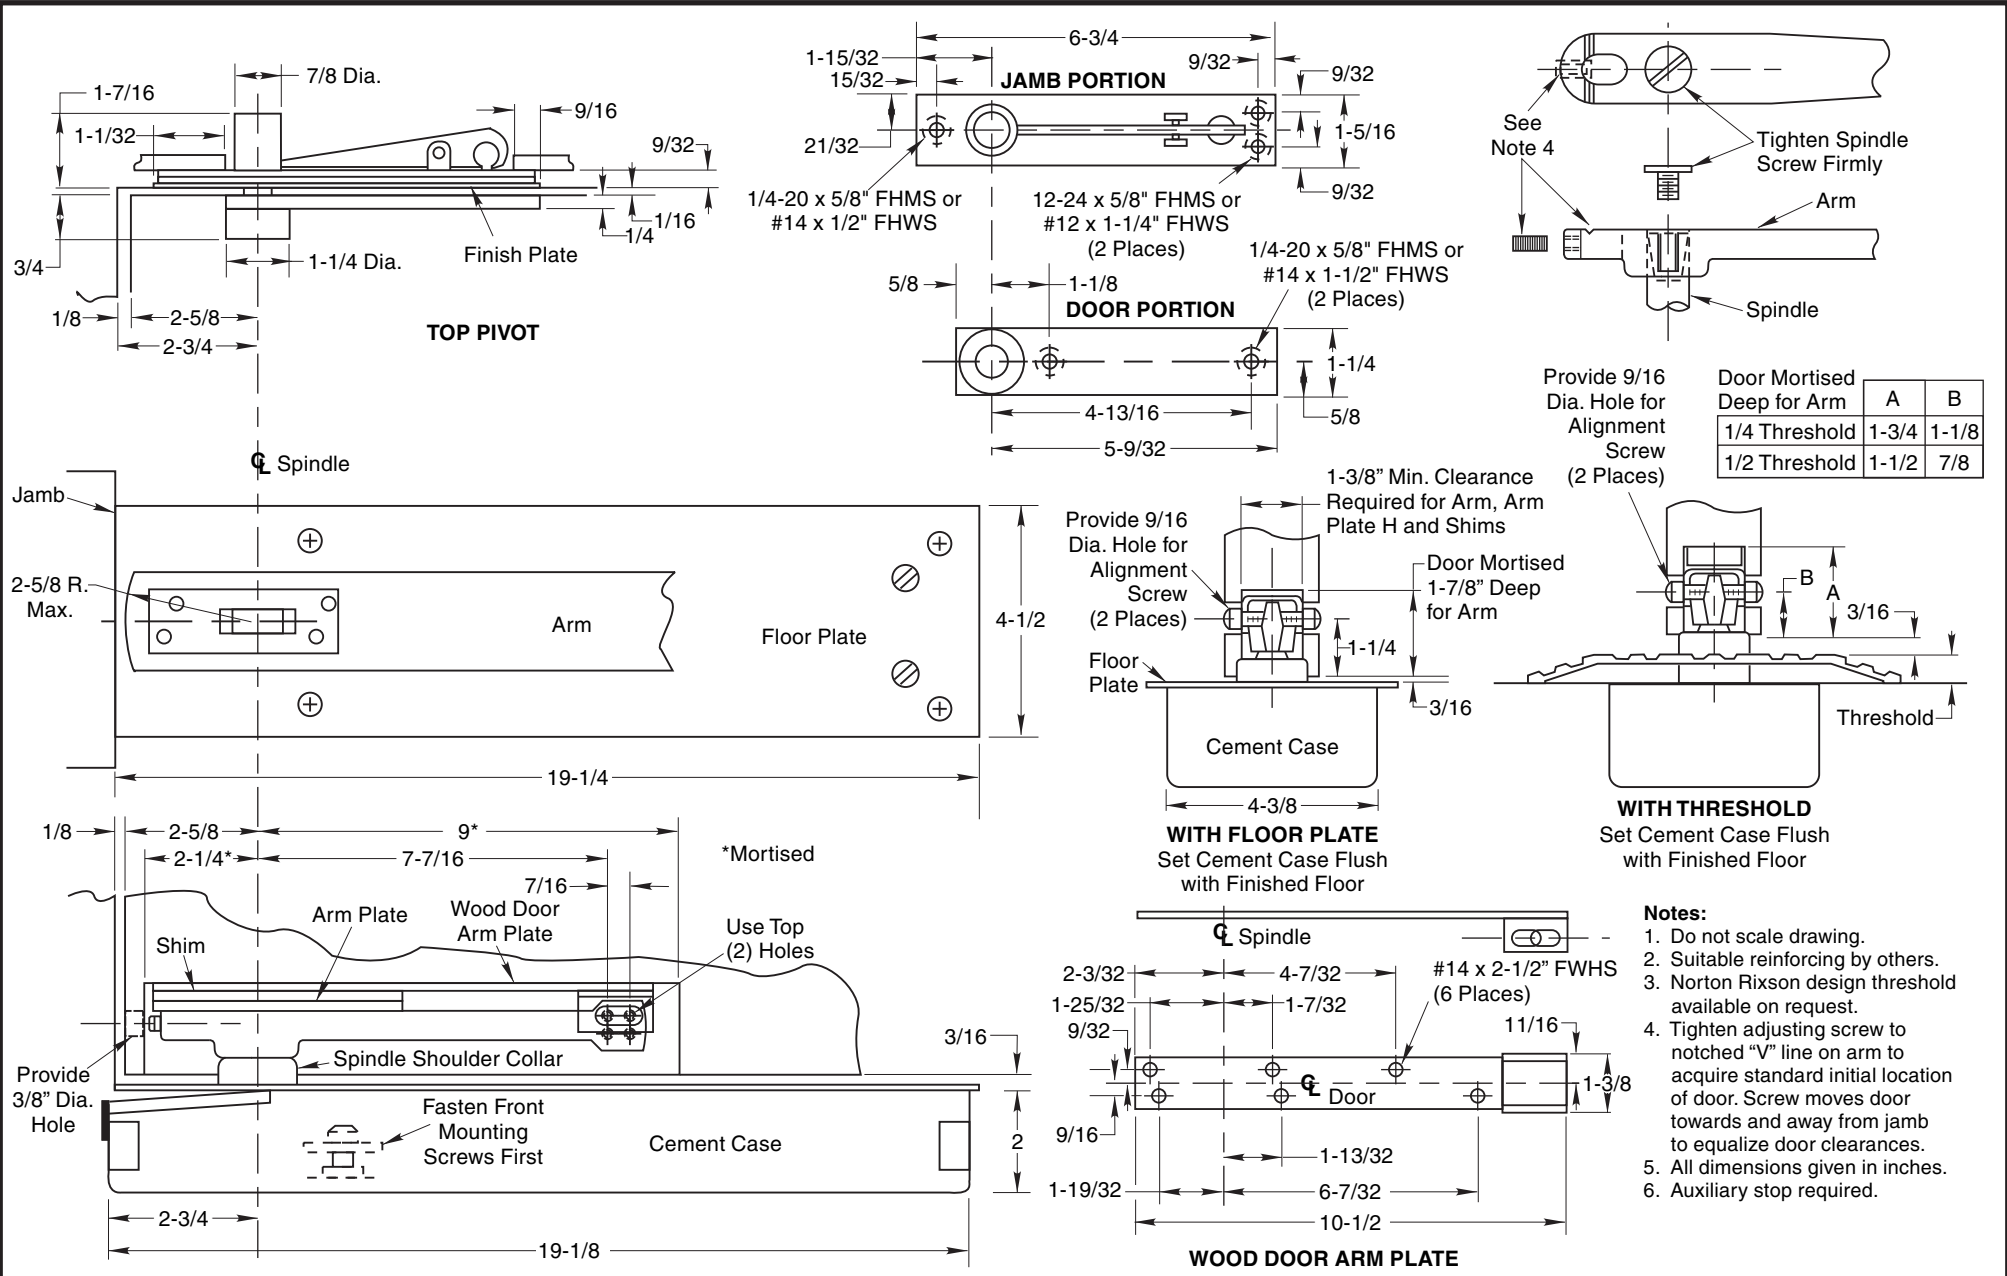 7/8 Dia.
1-7/16
1-1/32
9/16
9/32
1/16
1/4
3/4
1-1/4 Dia.
Finish Plate
1/8
2-5/8
2-3/4
TOP PIVOT
6-3/4
1-15/32
15/32
9/32
9/32
JAMB PORTION
21/32
1-5/16
9/32
1/4-20 x 5/8" FHMS or
#14 x 1/2" FHWS
12-24 x 5/8" FHMS or
#12 x 1-1/4" FHWS
(2 Places)
1/4-20 x 5/8" FHMS or
#14 x 1-1/2" FHWS
(2 Places)
5/8
1-1/8
DOOR PORTION
1-1/4
4-13/16
5/8
5-9/32
See
Note 4
Tighten Spindle
Screw Firmly
Arm
Spindle
Provide 9/16
Dia. Hole for
Alignment
Screw
(2 Places)
Door Mortised
Deep for Arm
A
B
1/4 Threshold 1-3/4 1-1/8
1/2 Threshold 1-1/2 7/8
B
A
3/16
Threshold
WITH THRESHOLD
Set Cement Case Flush
with Finished Floor
1-3/8” Min. Clearance
Required for Arm, Arm
Plate H and Shims
Provide 9/16
Dia. Hole for
Alignment
Screw
(2 Places)
Door Mortised
1-7/8” Deep
for Arm
1-1/4
Floor
Plate
3/16
Cement Case
4-3/8
WITH FLOOR PLATE
Set Cement Case Flush
with Finished Floor
CL Spindle
Jamb
2-5/8 R.
Max.
Arm
Floor Plate
4-1/2
19-1/4
1/8
2-5/8
9*
2-1/4*
7-7/16
*Mortised
7/16
Arm Plate
Wood Door
Arm Plate
Use Top
(2) Holes
Shim
Spindle Shoulder Collar
3/16
Provide
3/8” Dia.
Hole
Fasten Front
Mounting
Screws First
Cement Case
2
2-3/4
19-1/8
CL Spindle
2-3/32
4-7/32
#14 x 2-1/2” FWHS
(6 Places)
1-25/32
1-7/32
9/32
11/16
1-3/8
CL Door
9/16
1-13/32
1-19/32
6-7/32
10-1/2
WOOD DOOR ARM PLATE
Notes:
1. Do not scale drawing.
2. Suitable reinforcing by others.
3. Norton Rixson design threshold
available on request.
4. Tighten adjusting screw to
notched “V” line on arm to
acquire standard initial location
of door. Screw moves door
towards and away from jamb
to equalize door clearances.
5. All dimensions given in inches.
6. Auxiliary stop required.